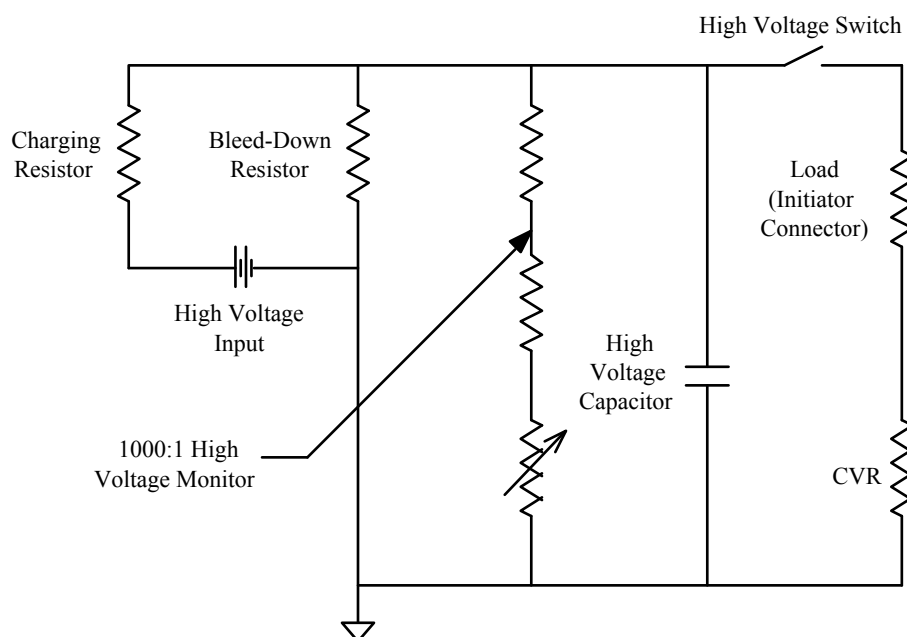 High Voltage Switch
Charging
Resistor
Bleed-Down
Resistor
Load
(Initiator
Connector)
High Voltage
Input
High
Voltage
Capacitor
1000:1 High
Voltage Monitor
CVR